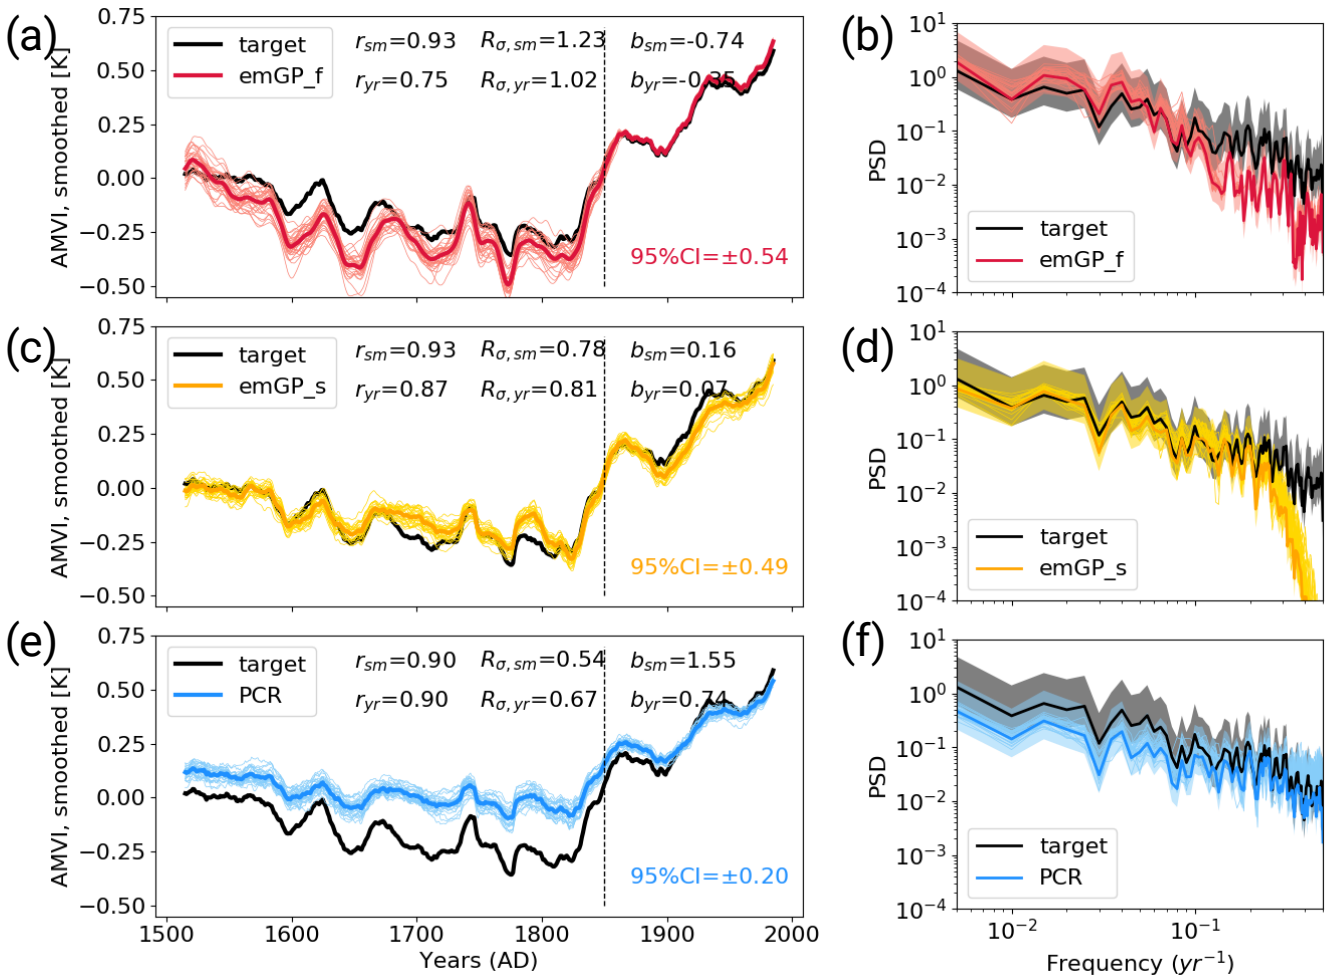 (a)
AMVI, smoothed [K]
0.75
0.50
0.25
0.00
−0.25
−0.50
target
emGP_f
r_sm=0.93 R_σ,sm=1.23 b_sm=-0.74
r_yr=0.75 R_σ,yr=1.02 b_yr=-0.35
95%CI=±0.54
(b)
PSD
10^1
10^0
10^−1
10^−2
10^−3
10^−4
target
emGP_f
(c)
AMVI, smoothed [K]
0.75
0.50
0.25
0.00
−0.25
−0.50
target
emGP_s
r_sm=0.93 R_σ,sm=0.78 b_sm=0.16
r_yr=0.87 R_σ,yr=0.81 b_yr=0.07
95%CI=±0.49
(d)
PSD
10^1
10^0
10^−1
10^−2
10^−3
10^−4
target
emGP_s
(e)
AMVI, smoothed [K]
0.75
0.50
0.25
0.00
−0.25
−0.50
target
PCR
r_sm=0.90 R_σ,sm=0.54 b_sm=1.55
r_yr=0.90 R_σ,yr=0.67 b_yr=0.74
95%CI=±0.20
1500 1600 1700 1800 1900 2000
Years (AD)
(f)
PSD
10^1
10^0
10^−1
10^−2
10^−3
10^−4
target
PCR
10^−2 10^−1
Frequency (yr^−1)